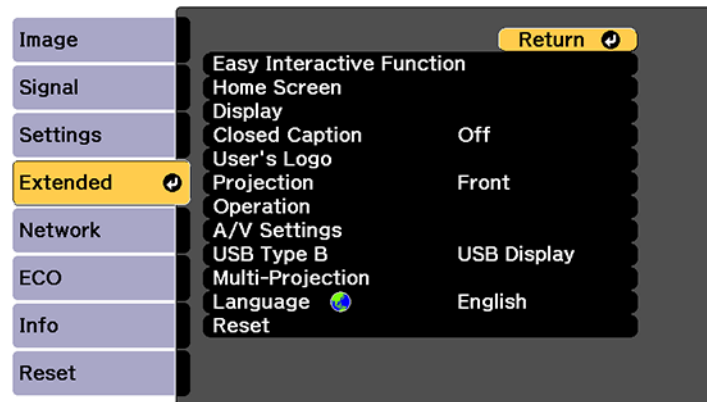 Image
Signal
Settings
Extended
Network
ECO
Info
Reset
Return
Easy Interactive Function
Home Screen
Display
Closed Caption Off
User's Logo
Projection Front
Operation
A/V Settings
USB Type B USB Display
Multi-Projection
Language English
Reset